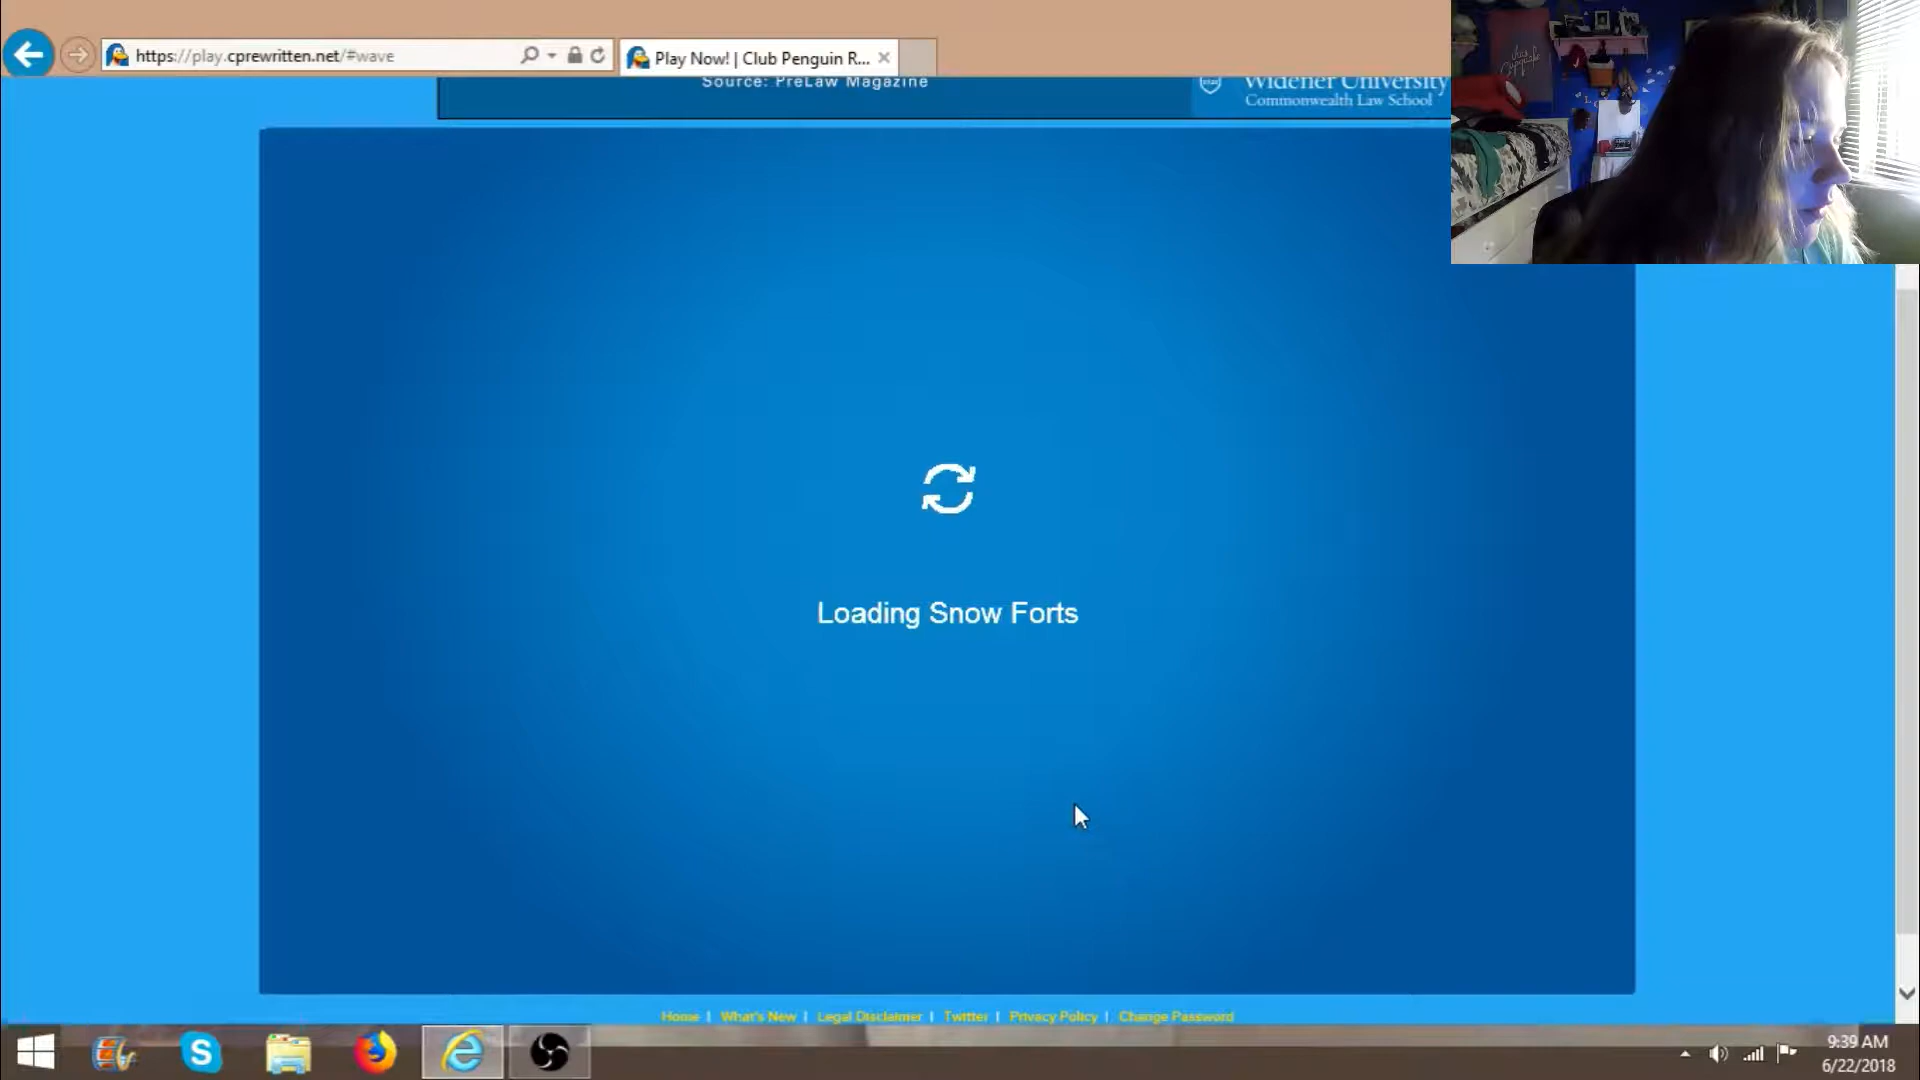 https://play.cprewritten.net/#wave
Play Now! | Club Penguin R...
Source: PreLaw Magazine
Widener University
Commonwealth Law School
Loading Snow Forts
Home | What's New | Legal Disclaimer | Twitter | Privacy Policy | Change Password
9:39 AM
6/22/2018